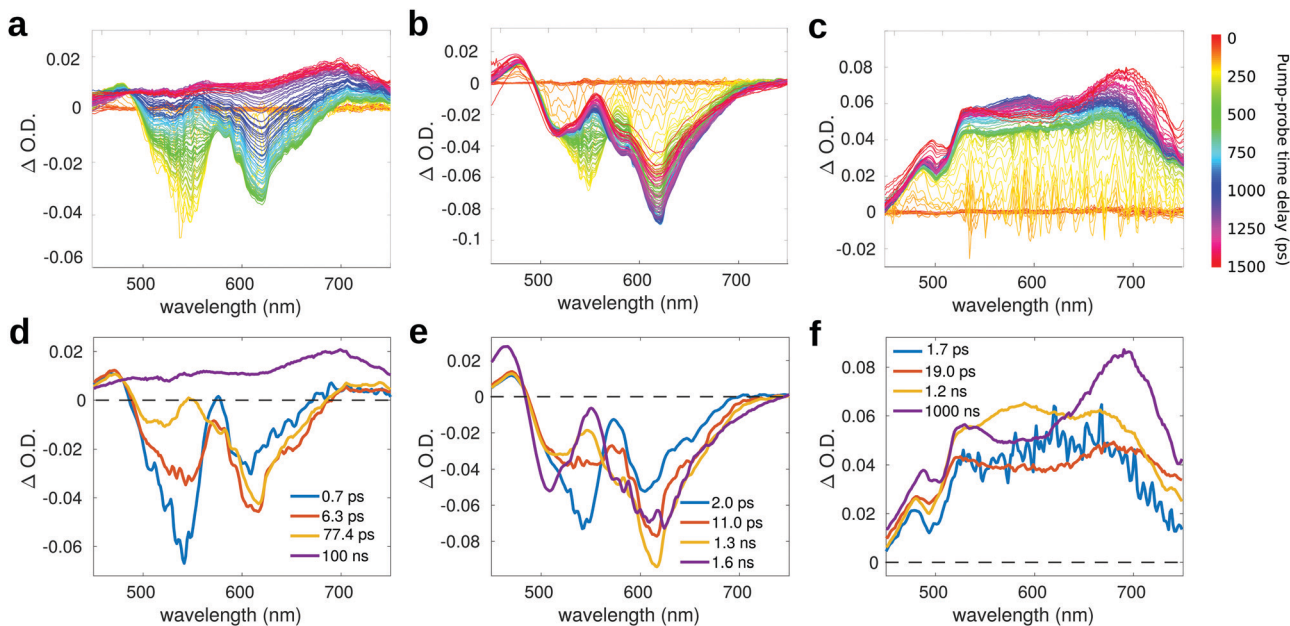 a
b
c
0.02
0
-0.02
-0.04
-0.06
Δ O.D.
500
600
700
wavelength (nm)
0.02
0
-0.02
-0.04
-0.06
-0.08
-0.1
Δ O.D.
500
600
700
wavelength (nm)
0.08
0.06
0.04
0.02
0
-0.02
Δ O.D.
500
600
700
wavelength (nm)
0
250
500
750
1000
1250
1500
Pump-probe time delay (ps)
d
e
f
0.02
0
-0.02
-0.04
-0.06
Δ O.D.
0.7 ps
6.3 ps
77.4 ps
100 ns
500
600
700
wavelength (nm)
0.02
0
-0.02
-0.04
-0.06
-0.08
Δ O.D.
2.0 ps
11.0 ps
1.3 ns
1.6 ns
500
600
700
wavelength (nm)
0.08
0.06
0.04
0.02
0
Δ O.D.
1.7 ps
19.0 ps
1.2 ns
1000 ns
500
600
700
wavelength (nm)